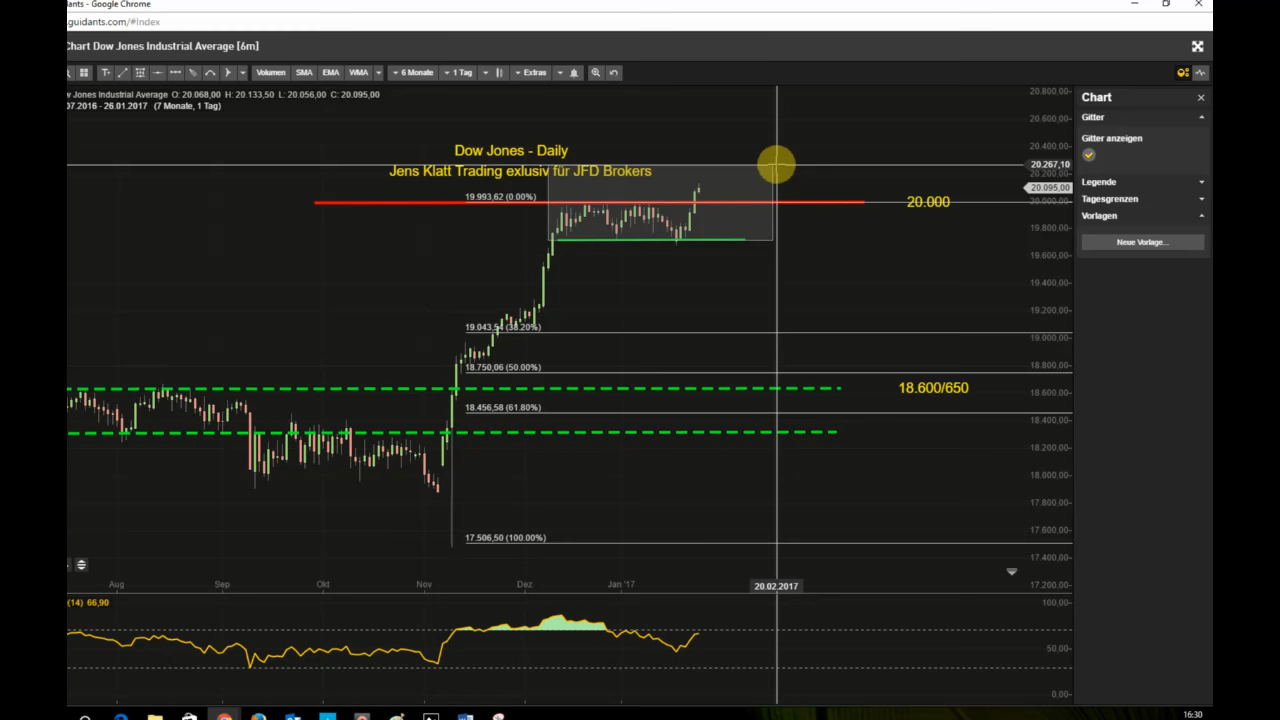 dants - Google Chrome
.guidants.com/#Index
Chart Dow Jones Industrial Average [6m]
Volumen SMA EMA WMA 6 Monate 1 Tag Extras
w Jones Industrial Average O: 20.068,00 H: 20.133,50 L: 20.056,00 C: 20.095,00
.07.2016 - 26.01.2017 (7 Monate, 1 Tag)
Dow Jones - Daily
Jens Klatt Trading exlusiv für JFD Brokers
19.993,62 (0.00%)
20.000
19.043,54 (38,20%)
18.750,06 (50.00%)
18.600/650
18.456,58 (61.80%)
17.506,50 (100.00%)
20.800,00
20.600,00
20.400,00
20.267,10
20.200,00
20.095,00
20.000,00
19.800,00
19.600,00
19.400,00
19.200,00
19.000,00
18.800,00
18.600,00
18.400,00
18.200,00
18.000,00
17.800,00
17.600,00
17.400,00
17.200,00
Aug Sep Okt Nov Dez Jan '17 20.02.2017
(14) 66,90
100,00
50,00
0,00
Chart
Gitter
Gitter anzeigen
Legende
Tagesgrenzen
Vorlagen
Neue Vorlage...
16:30